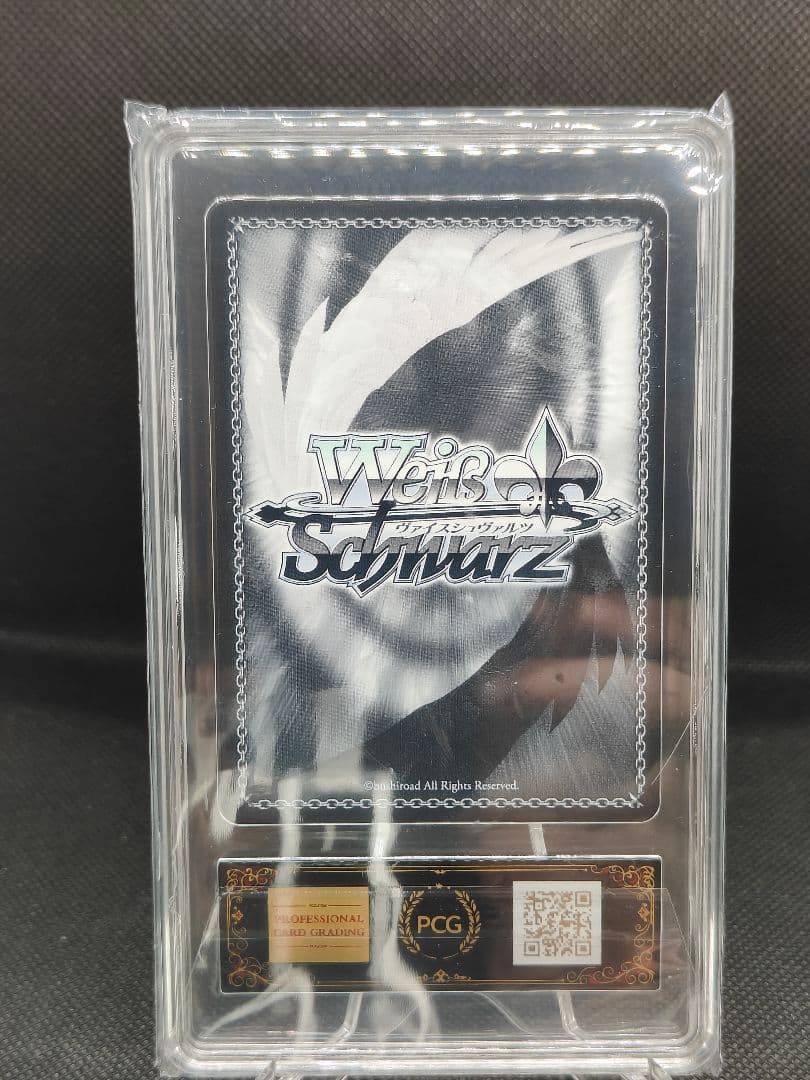 Weiß
ヴァイスシュヴァルツ
Schwarz
©bushiroad All Rights Reserved.
PROFESSIONAL
CARD GRADING
PCG